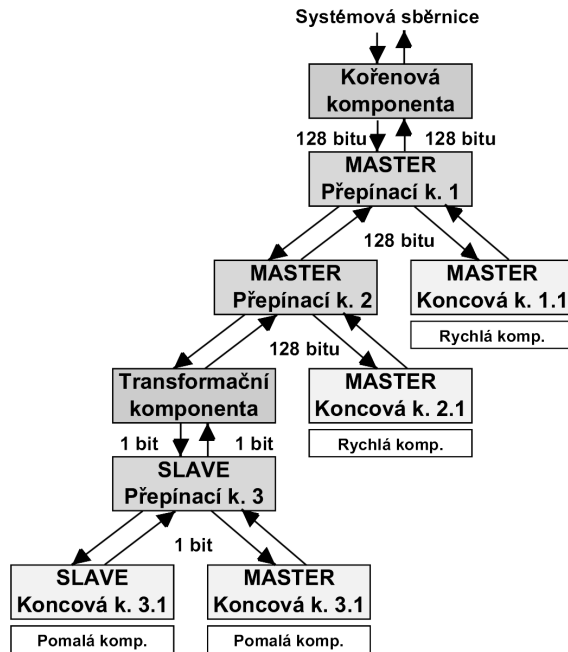 Systémová sběrnice
Kořenová
komponenta
128 bitu
128 bitu
MASTER
Přepínací k. 1
128 bitu
MASTER
Přepínací k. 2
MASTER
Koncová k. 1.1
Rychlá komp.
128 bitu
Transformační
komponenta
MASTER
Koncová k. 2.1
Rychlá komp.
1 bit
1 bit
SLAVE
Přepínací k. 3
1 bit
SLAVE
Koncová k. 3.1
MASTER
Koncová k. 3.1
Pomalá komp.
Pomalá komp.